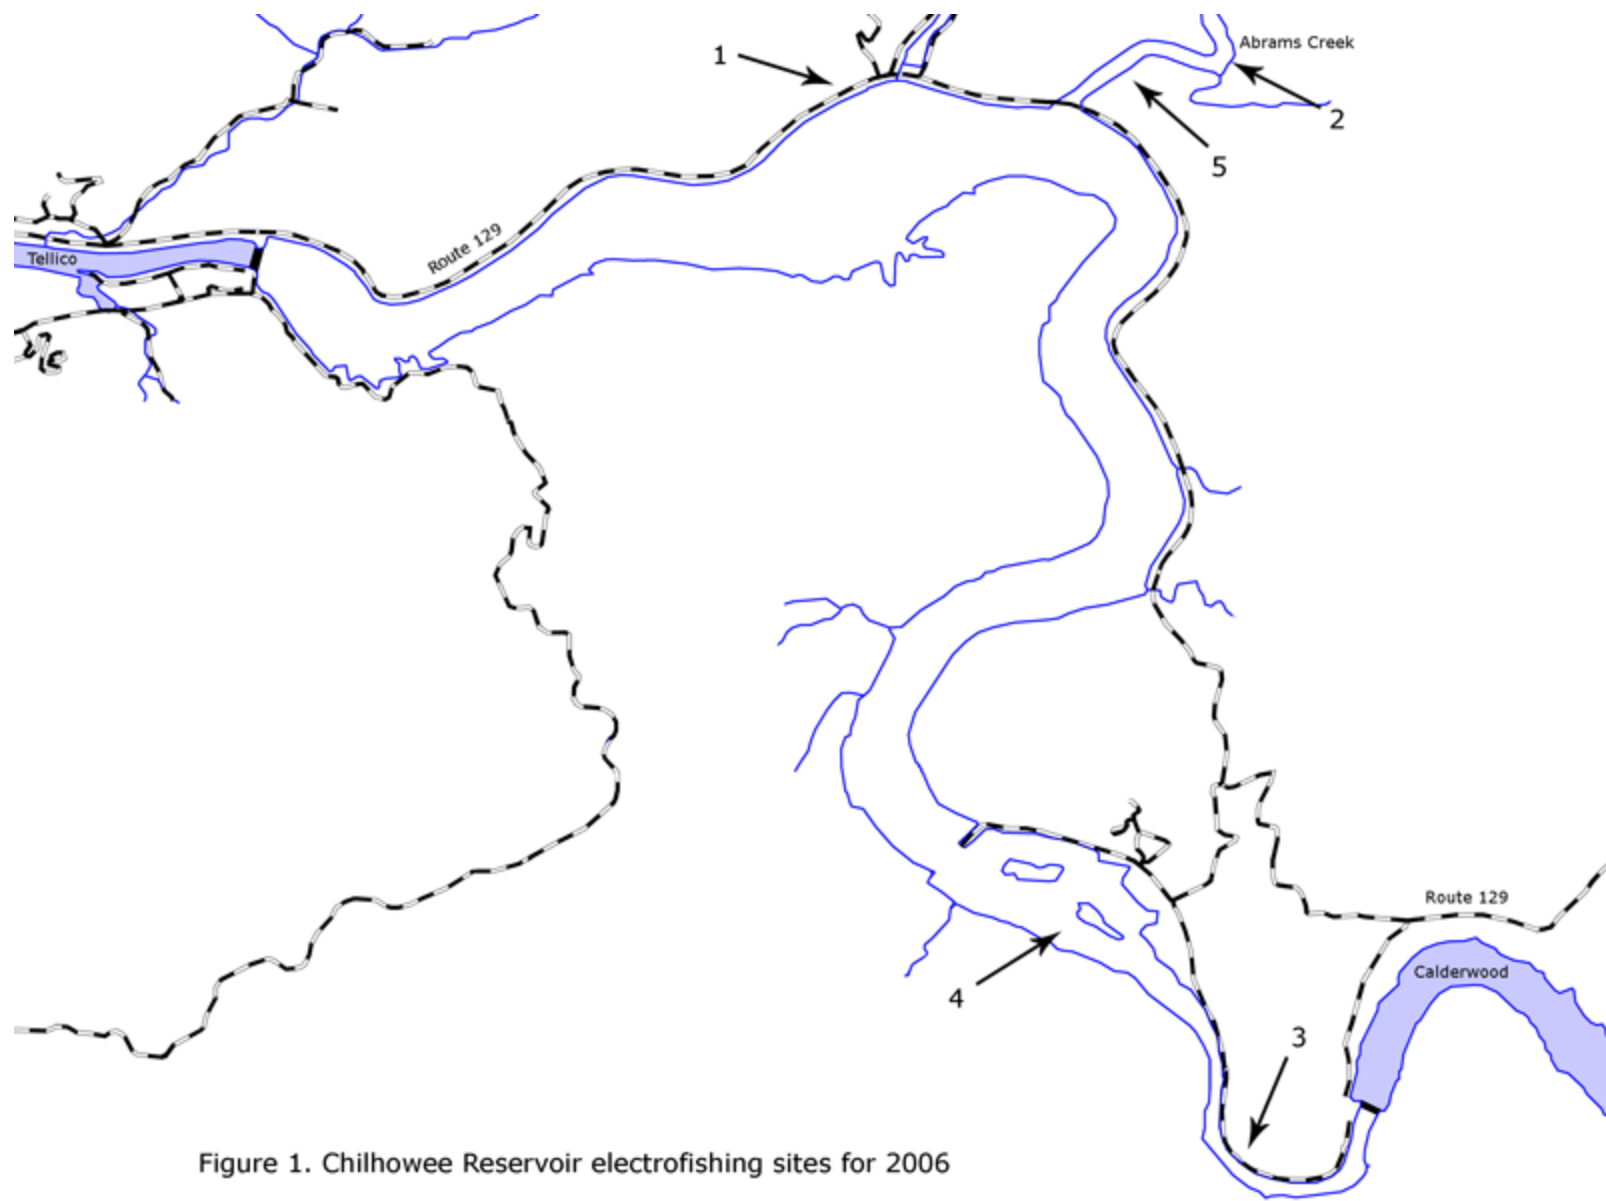 Abrams Creek
1
2
5
Route 129
Tellico
Route 129
Calderwood
4
3
Figure 1. Chilhowee Reservoir electrofishing sites for 2006